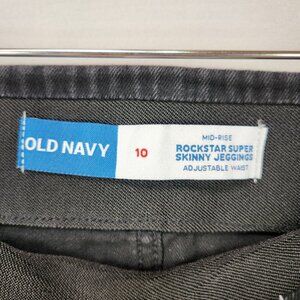 OLD NAVY
10
MID-RISE
ROCKSTAR SUPER
SKINNY JEGGINGS
ADJUSTABLE WAIST